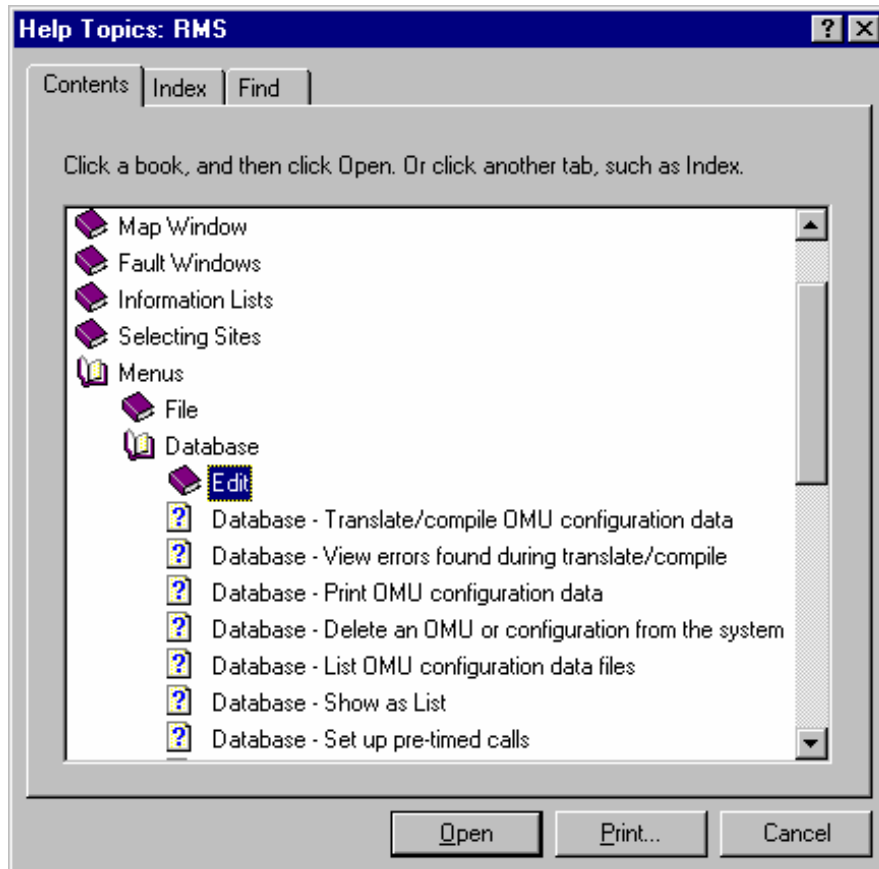 Help Topics: RMS
Contents Index Find
Click a book, and then click Open. Or click another tab, such as Index.
Map Window
Fault Windows
Information Lists
Selecting Sites
Menus
File
Database
Edit
Database - Translate/compile OMU configuration data
Database - View errors found during translate/compile
Database - Print OMU configuration data
Database - Delete an OMU or configuration from the system
Database - List OMU configuration data files
Database - Show as List
Database - Set up pre-timed calls
Open Print... Cancel